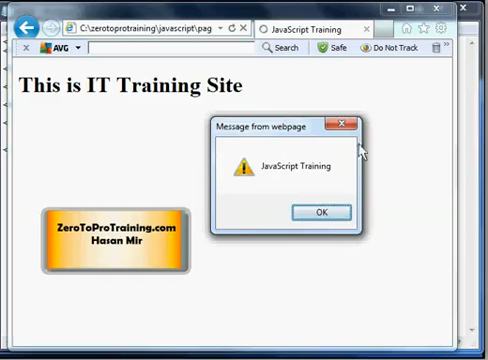 C:\zerotoprotraining\javascript\pag
JavaScript Training
AVG
Search
Safe
Do Not Track
This is IT Training Site
Message from webpage
JavaScript Training
OK
ZeroToProTraining.com
Hasan Mir